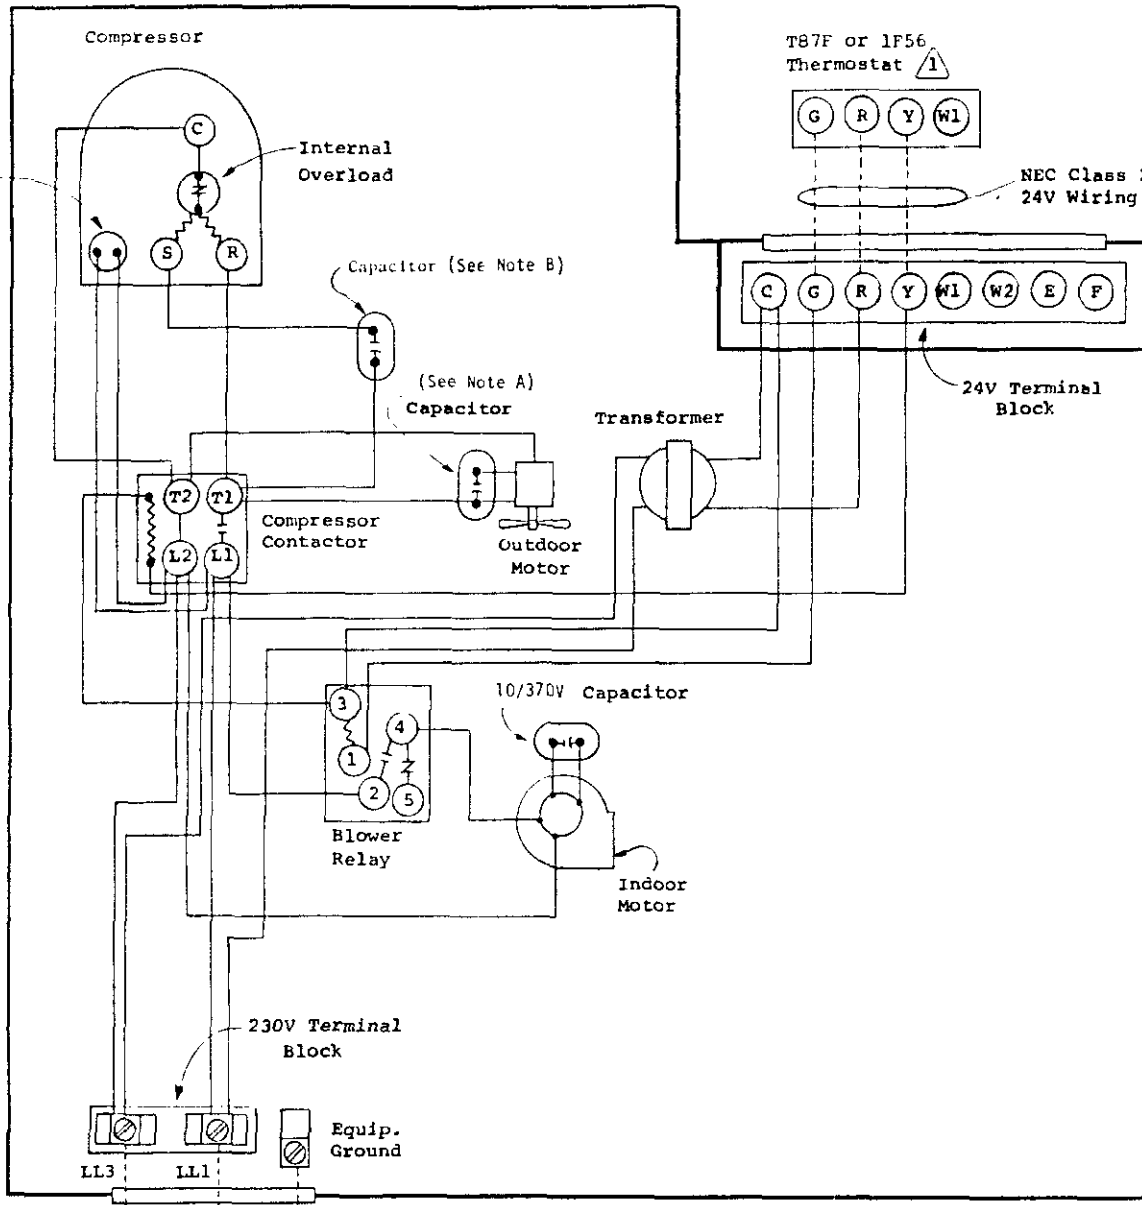 Compressor
C
Internal
Overload
S
R
T87F or 1F56
Thermostat 1
G R Y W1
NEC Class
24V Wiring
C G R Y W1 W2 E F
24V Terminal
Block
Capacitor (See Note B)
(See Note A)
Capacitor
Transformer
T2 T1
L2 L1
Compressor
Contactor
Outdoor
Motor
3
4
1
2
5
Blower
Relay
10/370V Capacitor
Indoor
Motor
230V Terminal
Block
LL3 LL1
Equip.
Ground